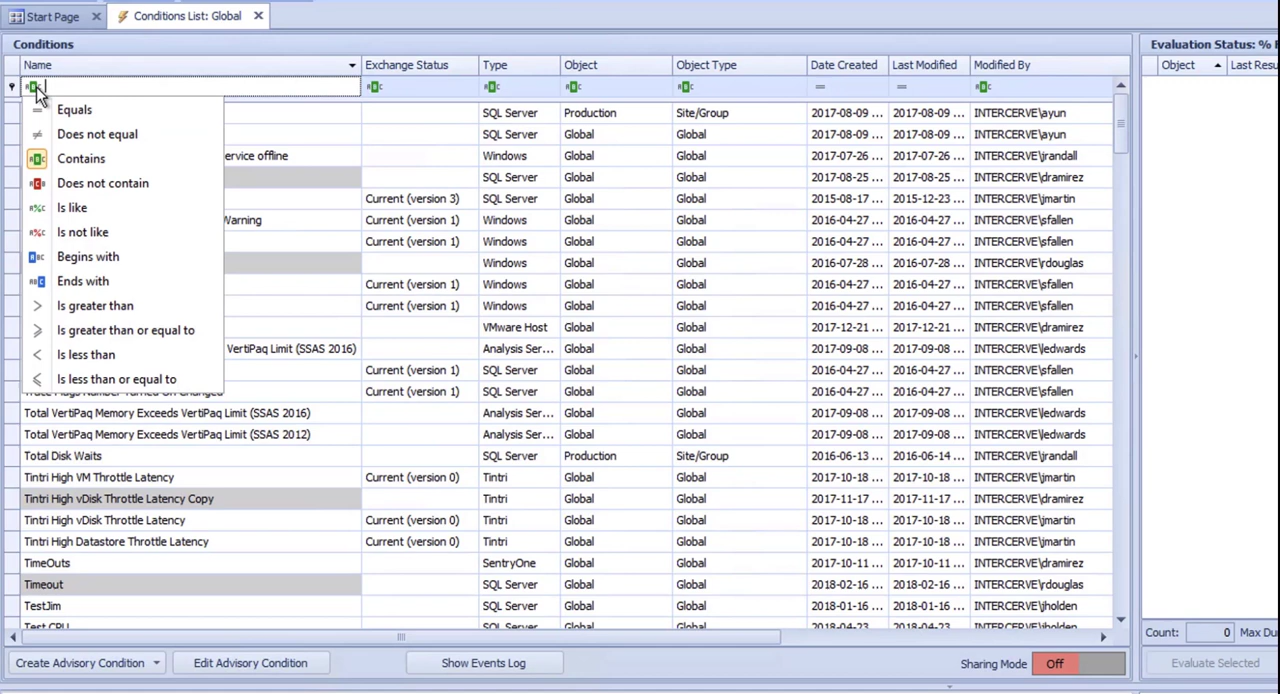 Start Page
Conditions List: Global
Conditions
Evaluation Status: %
Name Exchange Status Type Object Object Type Date Created Last Modified Modified By Object Last Resu
Equals
SQL Server Production Site/Group 2017-08-09 ... 2017-08-09 ... INTERCERVE\ayun
Does not equal
SQL Server Global Global 2017-08-09 ... 2017-08-09 ... INTERCERVE\ayun
Contains
ervice offline Windows Global Global 2017-07-26 ... 2017-07-26 ... INTERCERVE\jrandall
Does not contain
SQL Server Global Global 2017-08-25 ... 2017-08-25 ... INTERCERVE\dramirez
Is like
Current (version 3) SQL Server Global Global 2015-08-17 ... 2015-12-23 ... INTERCERVE\jmartin
Is not like
Warning Current (version 1) Windows Global Global 2016-04-27 ... 2016-04-27 ... INTERCERVE\sfallen
Current (version 1) Windows Global Global 2016-04-27 ... 2016-04-27 ... INTERCERVE\sfallen
Begins with
Windows Global Global 2016-07-28 ... 2016-07-28 ... INTERCERVE\rdouglas
Ends with
Current (version 1) Windows Global Global 2016-04-27 ... 2016-04-27 ... INTERCERVE\sfallen
Is greater than
Current (version 1) Windows Global Global 2016-04-27 ... 2016-04-27 ... INTERCERVE\sfallen
Is greater than or equal to
VMware Host Global Global 2017-12-21 ... 2017-12-21 ... INTERCERVE\dramirez
Is less than
VertiPaq Limit (SSAS 2016) Analysis Ser... Global Global 2017-09-08 ... 2017-09-08 ... INTERCERVE\ledwards
Is less than or equal to
Current (version 1) SQL Server Global Global 2016-04-27 ... 2016-04-27 ... INTERCERVE\sfallen
Trace Flags Number Turned On Changed Current (version 1) SQL Server Global Global 2016-04-27 ... 2016-04-27 ... INTERCERVE\sfallen
Total VertiPaq Memory Exceeds VertiPaq Limit (SSAS 2016) Analysis Ser... Global Global 2017-09-08 ... 2017-09-08 ... INTERCERVE\ledwards
Total VertiPaq Memory Exceeds VertiPaq Limit (SSAS 2012) Analysis Ser... Global Global 2017-09-08 ... 2017-09-08 ... INTERCERVE\ledwards
Total Disk Waits SQL Server Production Site/Group 2016-06-13 ... 2016-06-14 ... INTERCERVE\jrandall
Tintri High VM Throttle Latency Current (version 0) Tintri Global Global 2017-10-18 ... 2017-10-18 ... INTERCERVE\jmartin
Tintri High vDisk Throttle Latency Copy Tintri Global Global 2017-11-17 ... 2017-11-17 ... INTERCERVE\dramirez
Tintri High vDisk Throttle Latency Current (version 0) Tintri Global Global 2017-10-18 ... 2017-10-18 ... INTERCERVE\jmartin
Tintri High Datastore Throttle Latency Current (version 0) Tintri Global Global 2017-10-18 ... 2017-10-18 ... INTERCERVE\jmartin
TimeOuts SentryOne Global Global 2017-10-11 ... 2017-10-11 ... INTERCERVE\dramirez
Timeout SQL Server Global Global 2018-02-16 ... 2018-02-16 ... INTERCERVE\rdouglas
TestJim SQL Server Global Global 2018-01-16 ... 2018-01-16 ... INTERCERVE\jholden
Test CPU SQL Server Global Global 2018-04-23 ... 2018-04-23 ... INTERCERVE\dramirez
Count: 0 Max Du
Create Advisory Condition Edit Advisory Condition Show Events Log Sharing Mode Off Evaluate Selected